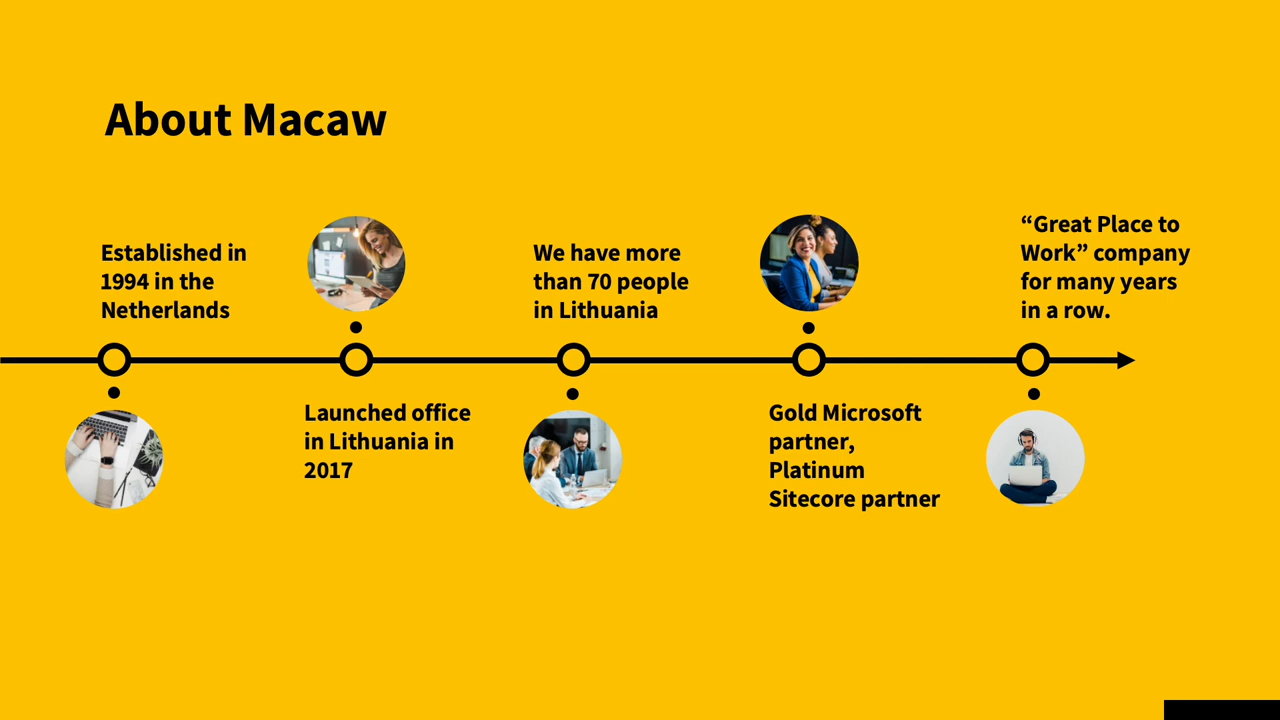 About Macaw
Established in
1994 in the
Netherlands
Launched office
in Lithuania in
2017
We have more
than 70 people
in Lithuania
Gold Microsoft
partner,
Platinum
Sitecore partner
“Great Place to
Work” company
for many years
in a row.